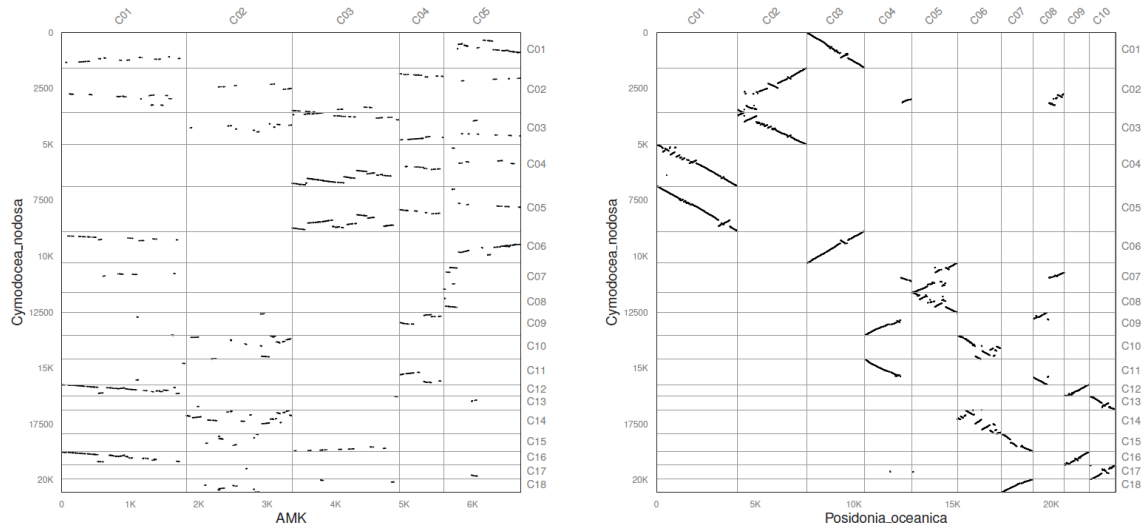 C01 C02 C03 C04 C05
0
2500
5K
7500
10K
12500
15K
17500
20K
Cymodocea_nodosa
C01
C02
C03
C04
C05
C06
C07
C08
C09
C10
C11
C12
C13
C14
C15
C16
C17
C18
0 1K 2K 3K 4K 5K 6K
AMK
C01 C02 C03 C04 C05 C06 C07 C08 C09 C10
0
2500
5K
7500
10K
12500
15K
17500
20K
Cymodocea_nodosa
C01
C02
C03
C04
C05
C06
C07
C08
C09
C10
C11
C12
C13
C14
C15
C16
C17
C18
0 5K 10K 15K 20K
Posidonia_oceanica